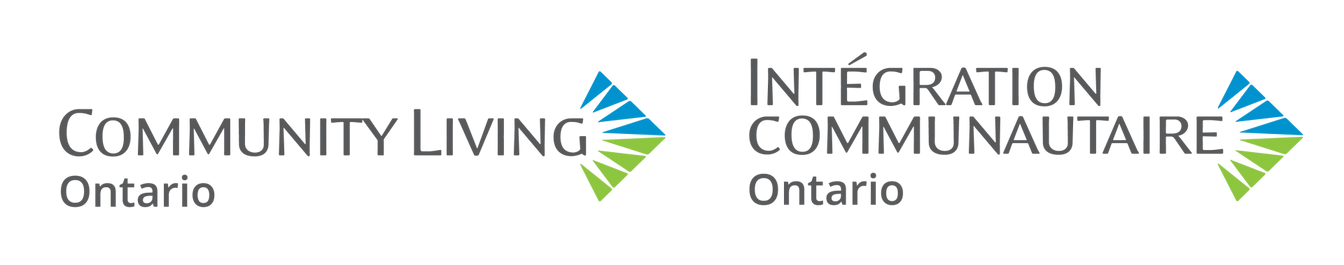 COMMUNITY LIVING
Ontario
INTÉGRATION
COMMUNAUTAIRE
Ontario